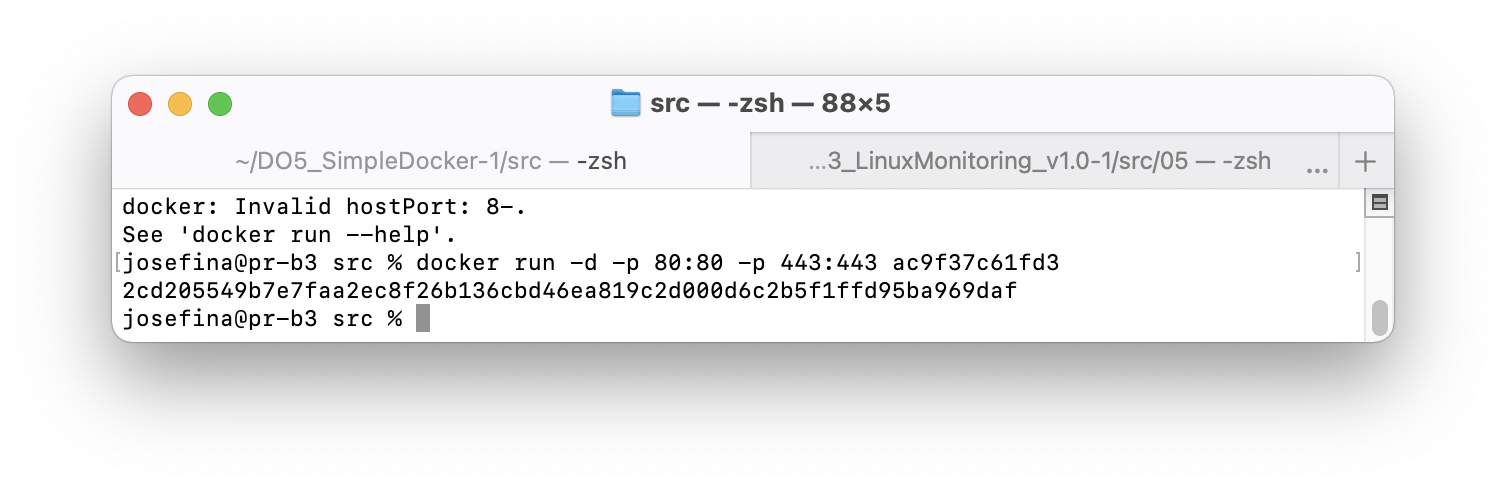 src — -zsh — 88×5
~/DO5_SimpleDocker-1/src — -zsh
...3_LinuxMonitoring_v1.0-1/src/05 — -zsh ... +
docker: Invalid hostPort: 8-.
See 'docker run --help'.
[josefina@pr-b3 src % docker run -d -p 80:80 -p 443:443 ac9f37c61fd3 ]
2cd205549b7e7faa2ec8f26b136cbd46ea819c2d000d6c2b5f1ffd95ba969daf
josefina@pr-b3 src %